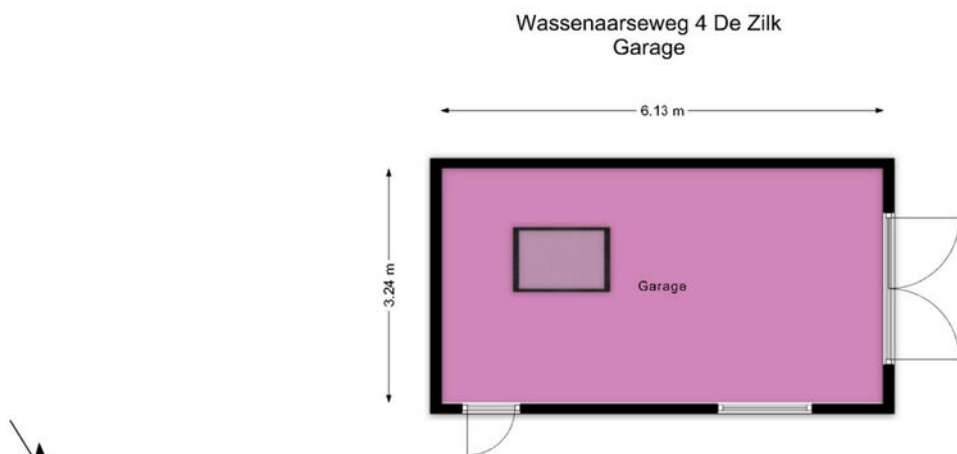 Wassenaarseweg 4 De Zilk
Garage
6.13 m
3.24 m
Garage